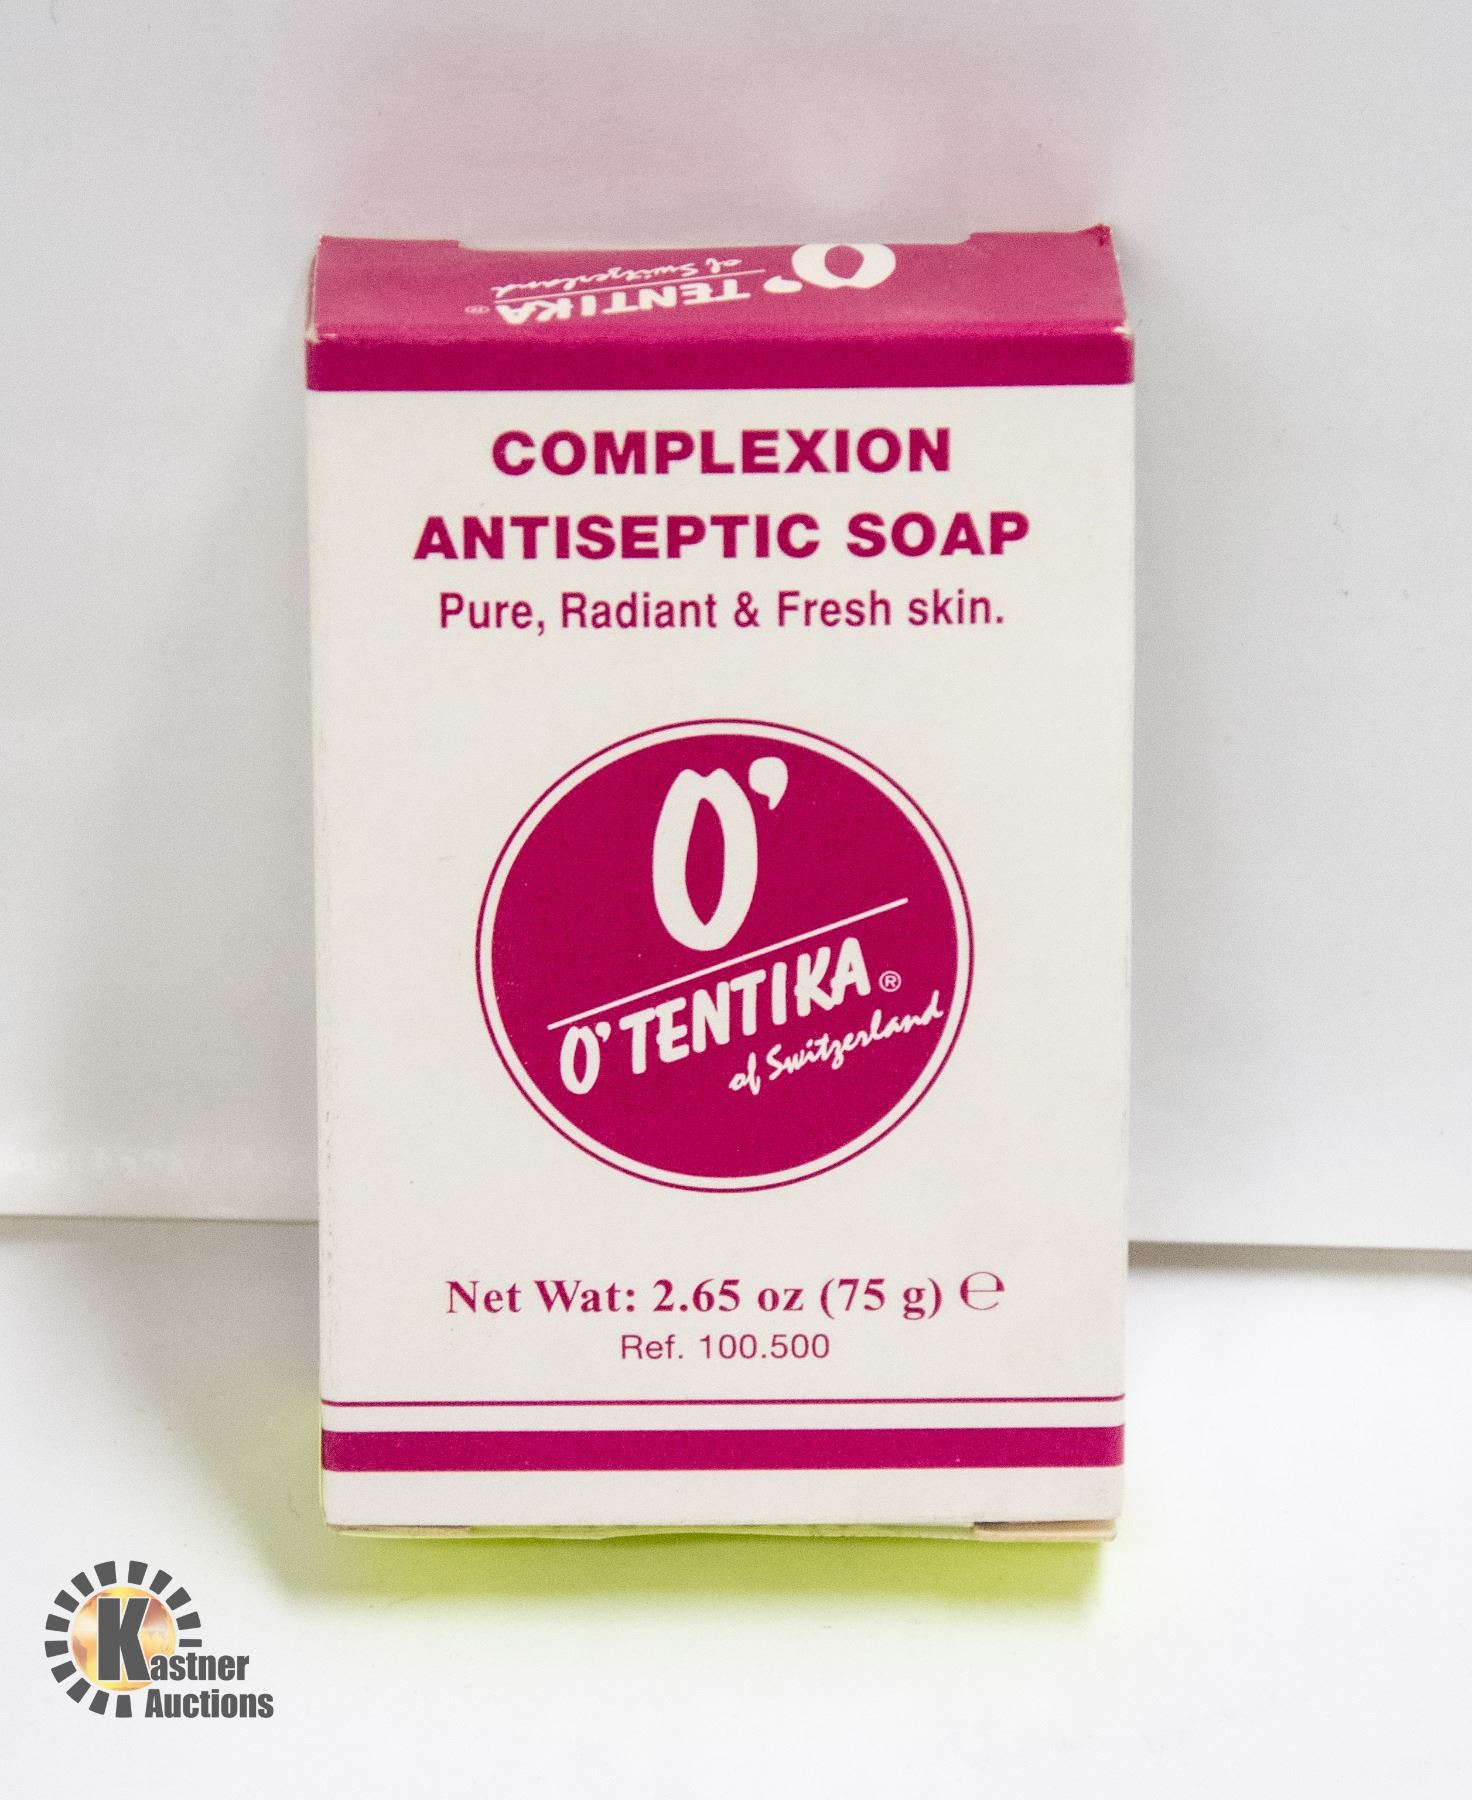 O' TENTIKA®
of Switzerland
COMPLEXION
ANTISEPTIC SOAP
Pure, Radiant & Fresh skin.
O'
O' TENTIKA®
of Switzerland
Net Wat: 2.65 oz (75 g) ℮
Ref. 100.500
Kastner
Auctions